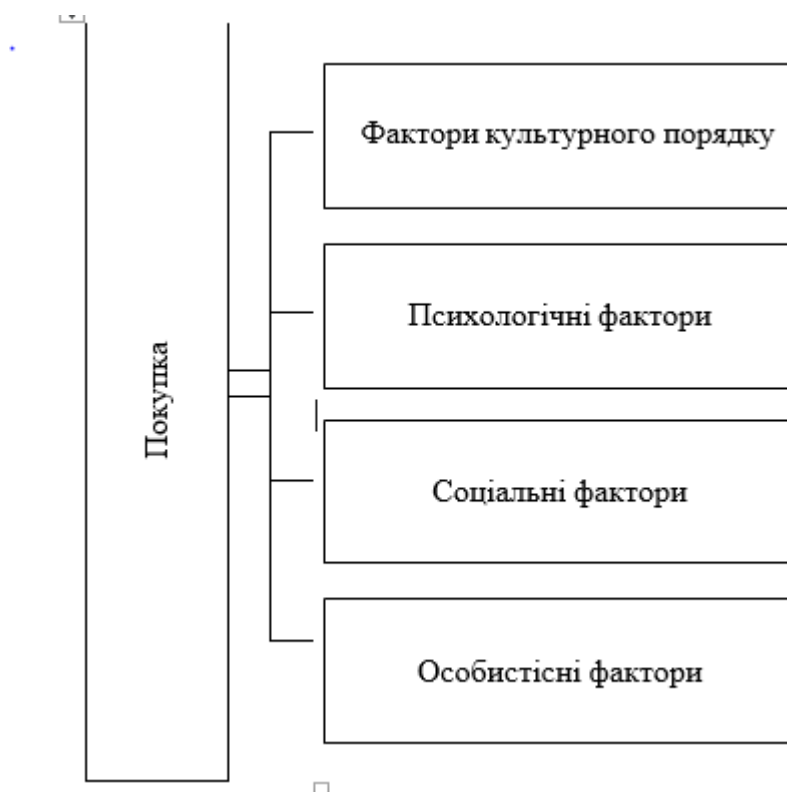 Покупка
Фактори культурного порядку
Психологічні фактори
Соціальні фактори
Особистісні фактори